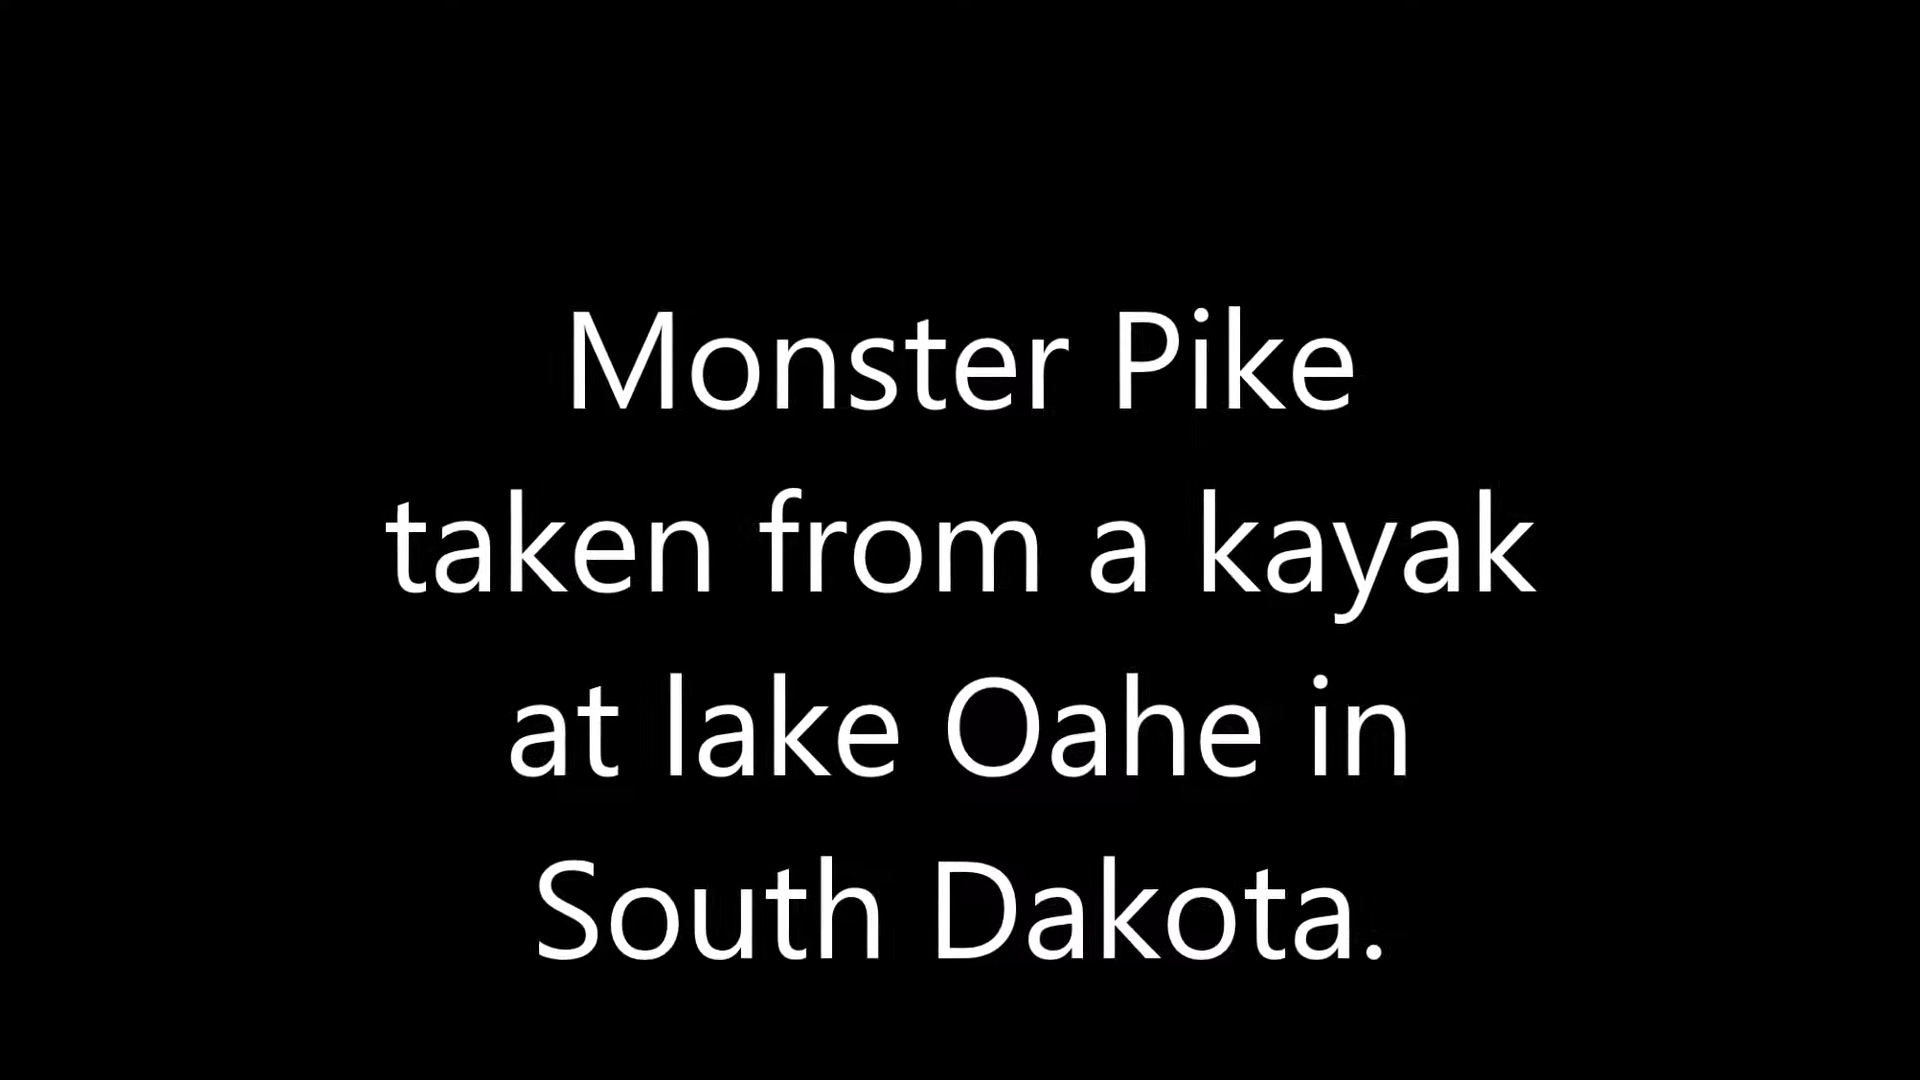 Monster Pike
taken from a kayak
at lake Oahe in
South Dakota.